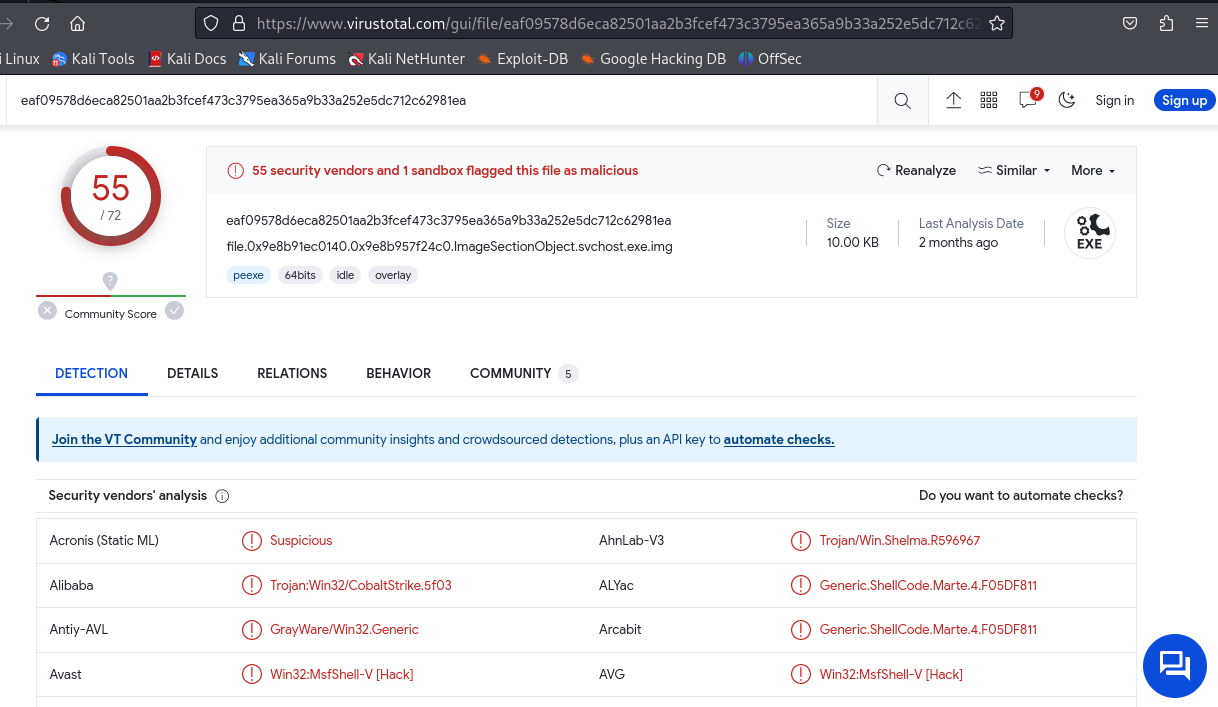 https://www.virustotal.com/gui/file/eaf09578d6eca82501aa2b3fcef473c3795ea365a9b33a252e5dc712c62
Linux Kali Tools Kali Docs Kali Forums Kali NetHunter Exploit-DB Google Hacking DB OffSec
eaf09578d6eca82501aa2b3fcef473c3795ea365a9b33a252e5dc712c62981ea 9 Sign in Sign up
55
/ 72
?
Community Score
55 security vendors and 1 sandbox flagged this file as malicious Reanalyze Similar More
eaf09578d6eca82501aa2b3fcef473c3795ea365a9b33a252e5dc712c62981ea
file.0x9e8b91ec0140.0x9e8b957f24c0.ImageSectionObject.svchost.exe.img
peexe 64bits idle overlay
Size
10.00 KB
Last Analysis Date
2 months ago
EXE
DETECTION DETAILS RELATIONS BEHAVIOR COMMUNITY 5
Join the VT Community and enjoy additional community insights and crowdsourced detections, plus an API key to automate checks.
Security vendors' analysis Do you want to automate checks?
Acronis (Static ML) Suspicious AhnLab-V3 Trojan/Win.Shelma.R596967
Alibaba Trojan:Win32/CobaltStrike.5f03 ALYac Generic.ShellCode.Marte.4.F05DF811
Antiy-AVL GrayWare/Win32.Generic Arcabit Generic.ShellCode.Marte.4.F05DF811
Avast Win32:MsfShell-V [Hack] AVG Win32:MsfShell-V [Hack]